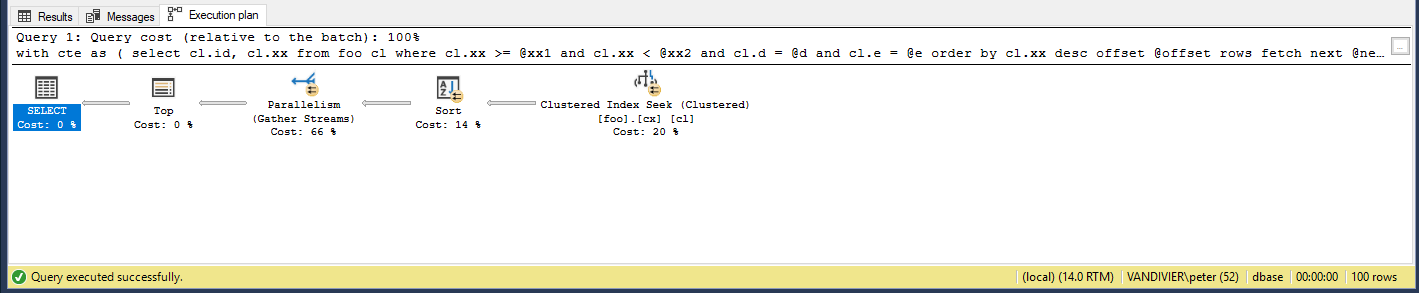 Results Messages Execution plan
Query 1: Query cost (relative to the batch): 100%
with cte as ( select cl.id, cl.xx from foo cl where cl.xx >= @xx1 and cl.xx < @xx2 and cl.d = @d and cl.e = @e order by cl.xx desc offset @offset rows fetch next @ne… ...
SELECT
Cost: 0 %
Top
Cost: 0 %
Parallelism
(Gather Streams)
Cost: 66 %
Sort
Cost: 14 %
Clustered Index Seek (Clustered)
[foo].[cx] [cl]
Cost: 20 %
Query executed successfully. (local) (14.0 RTM) VANDIVIER\peter (52) dbase 00:00:00 100 rows